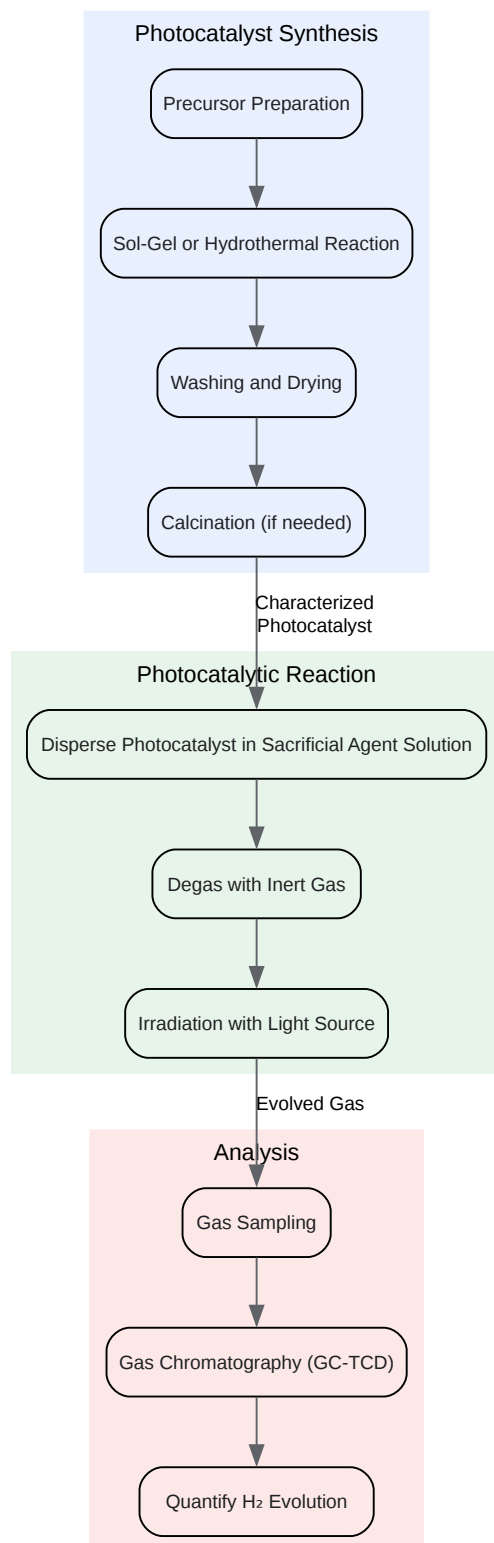 Photocatalyst Synthesis
Precursor Preparation
Sol-Gel or Hydrothermal Reaction
Washing and Drying
Calcination (if needed)
Characterized
Photocatalyst
Photocatalytic Reaction
Disperse Photocatalyst in Sacrificial Agent Solution
Degas with Inert Gas
Irradiation with Light Source
Evolved Gas
Analysis
Gas Sampling
Gas Chromatography (GC-TCD)
Quantify H₂ Evolution